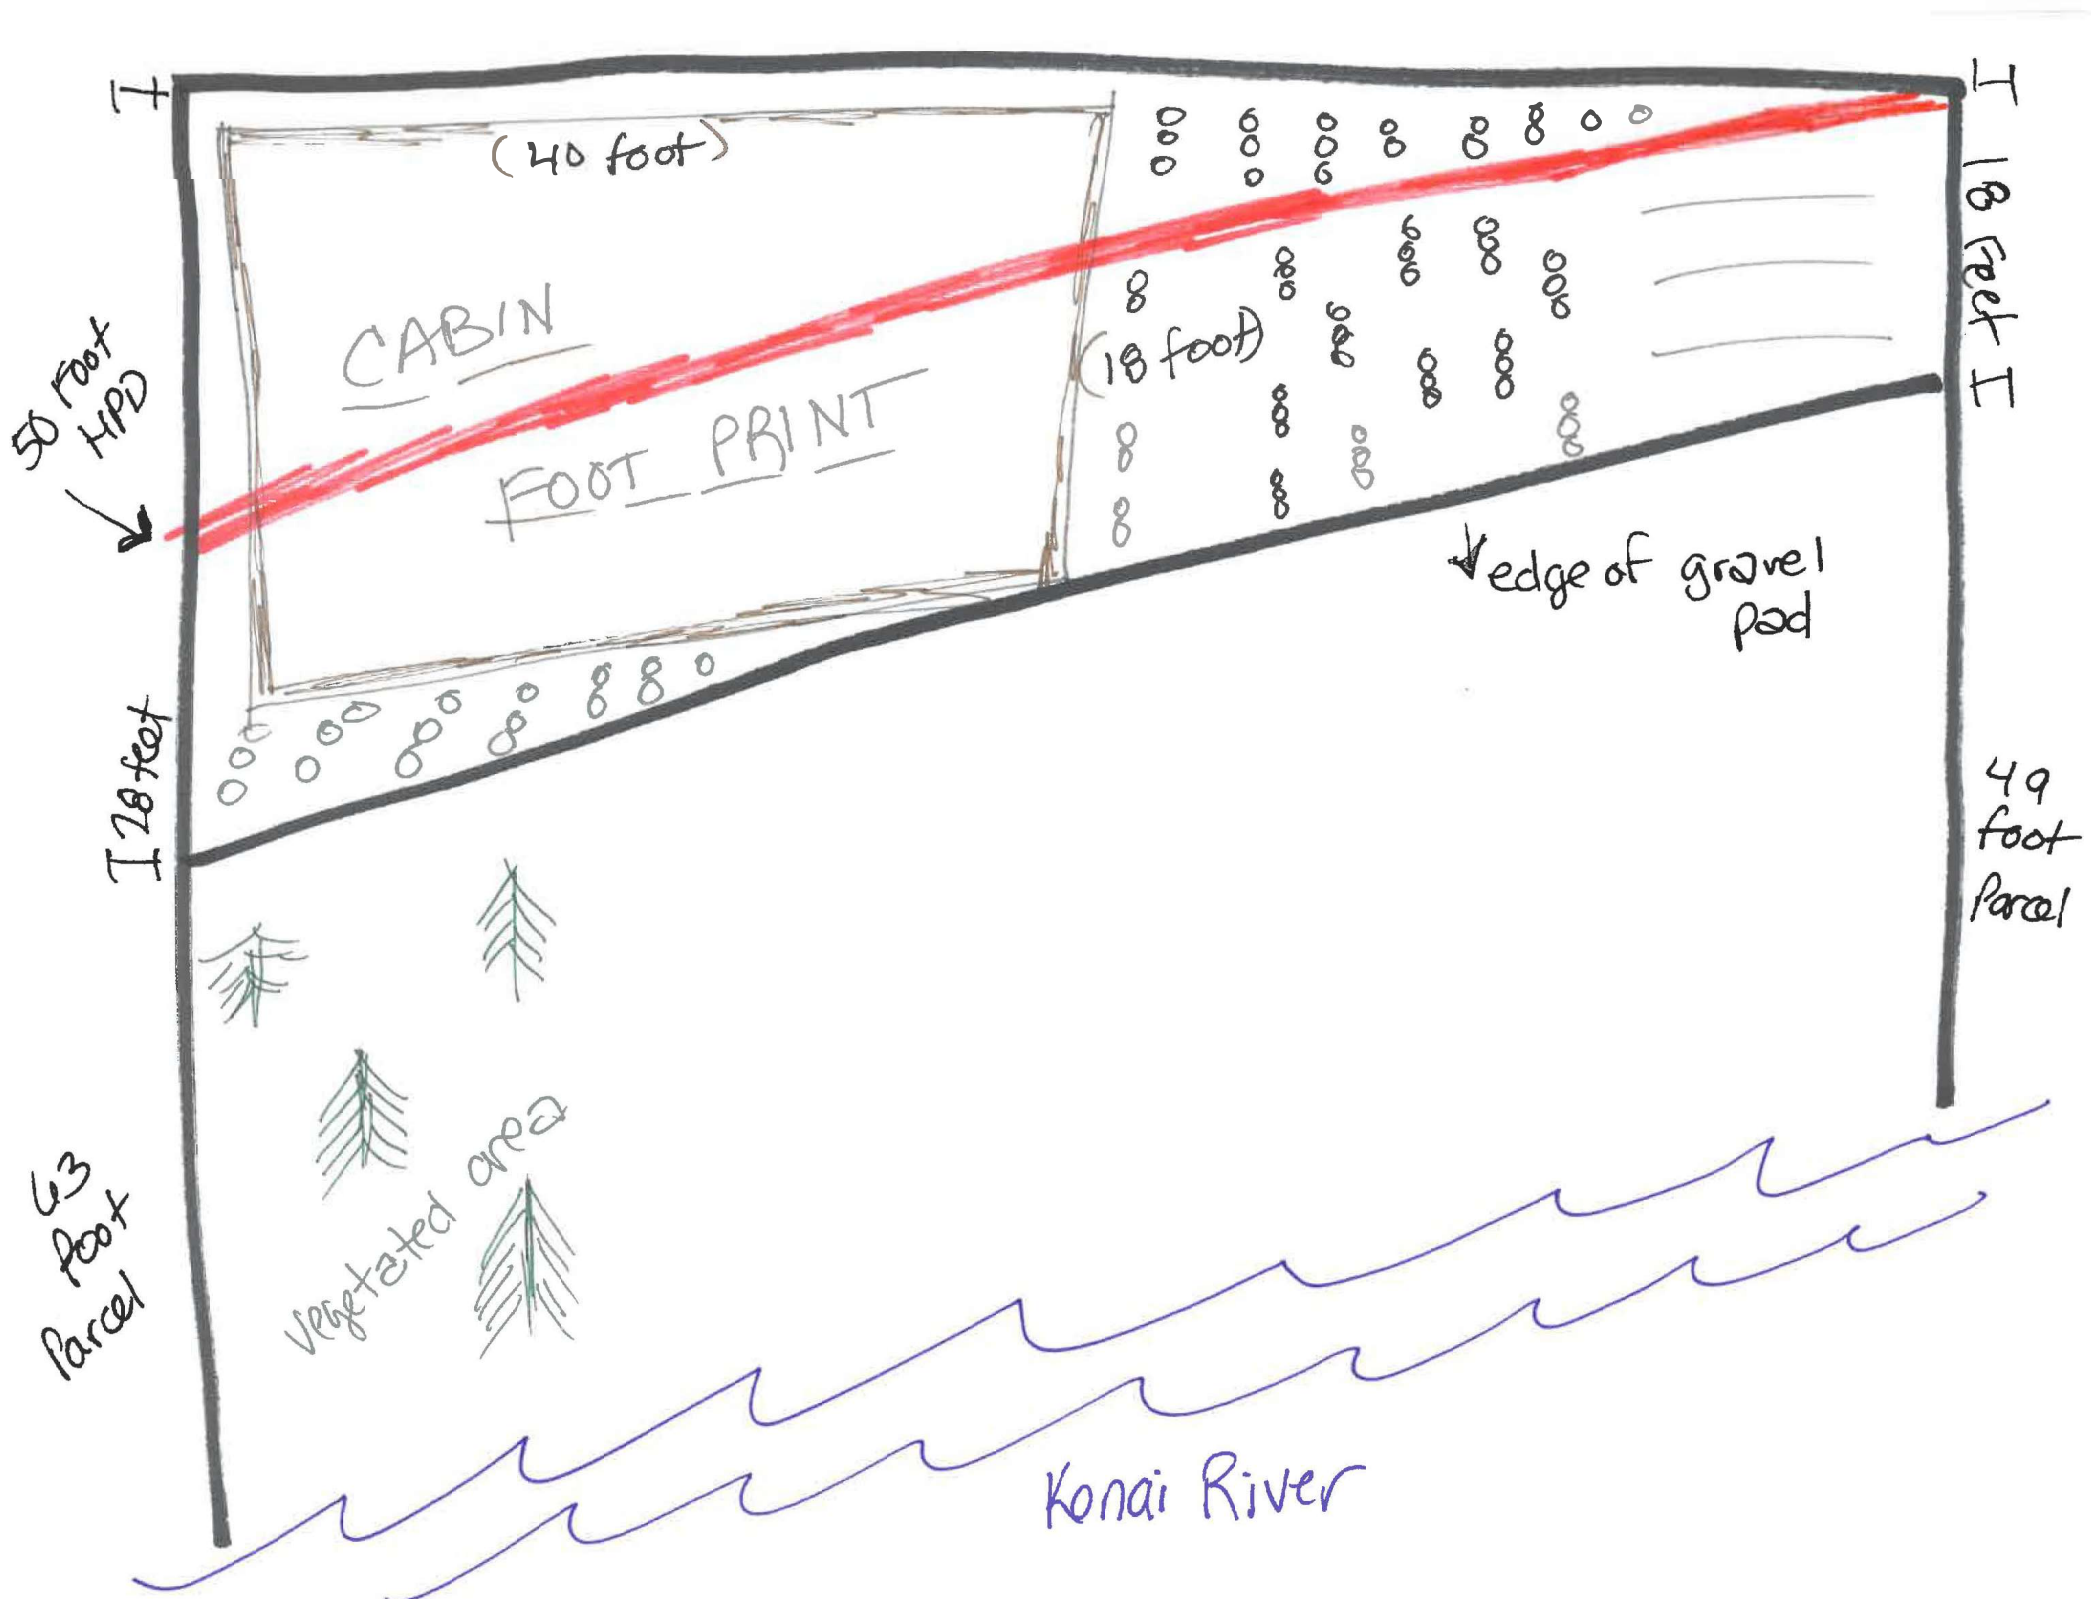 (40 foot)
CABIN
FOOT PRINT
(18 foot)
18 Feet
50 Foot
HPD
edge of gravel
pad
28 feet
49
foot
Parcel
63
foot
Parcel
vegetated area
Kenai River